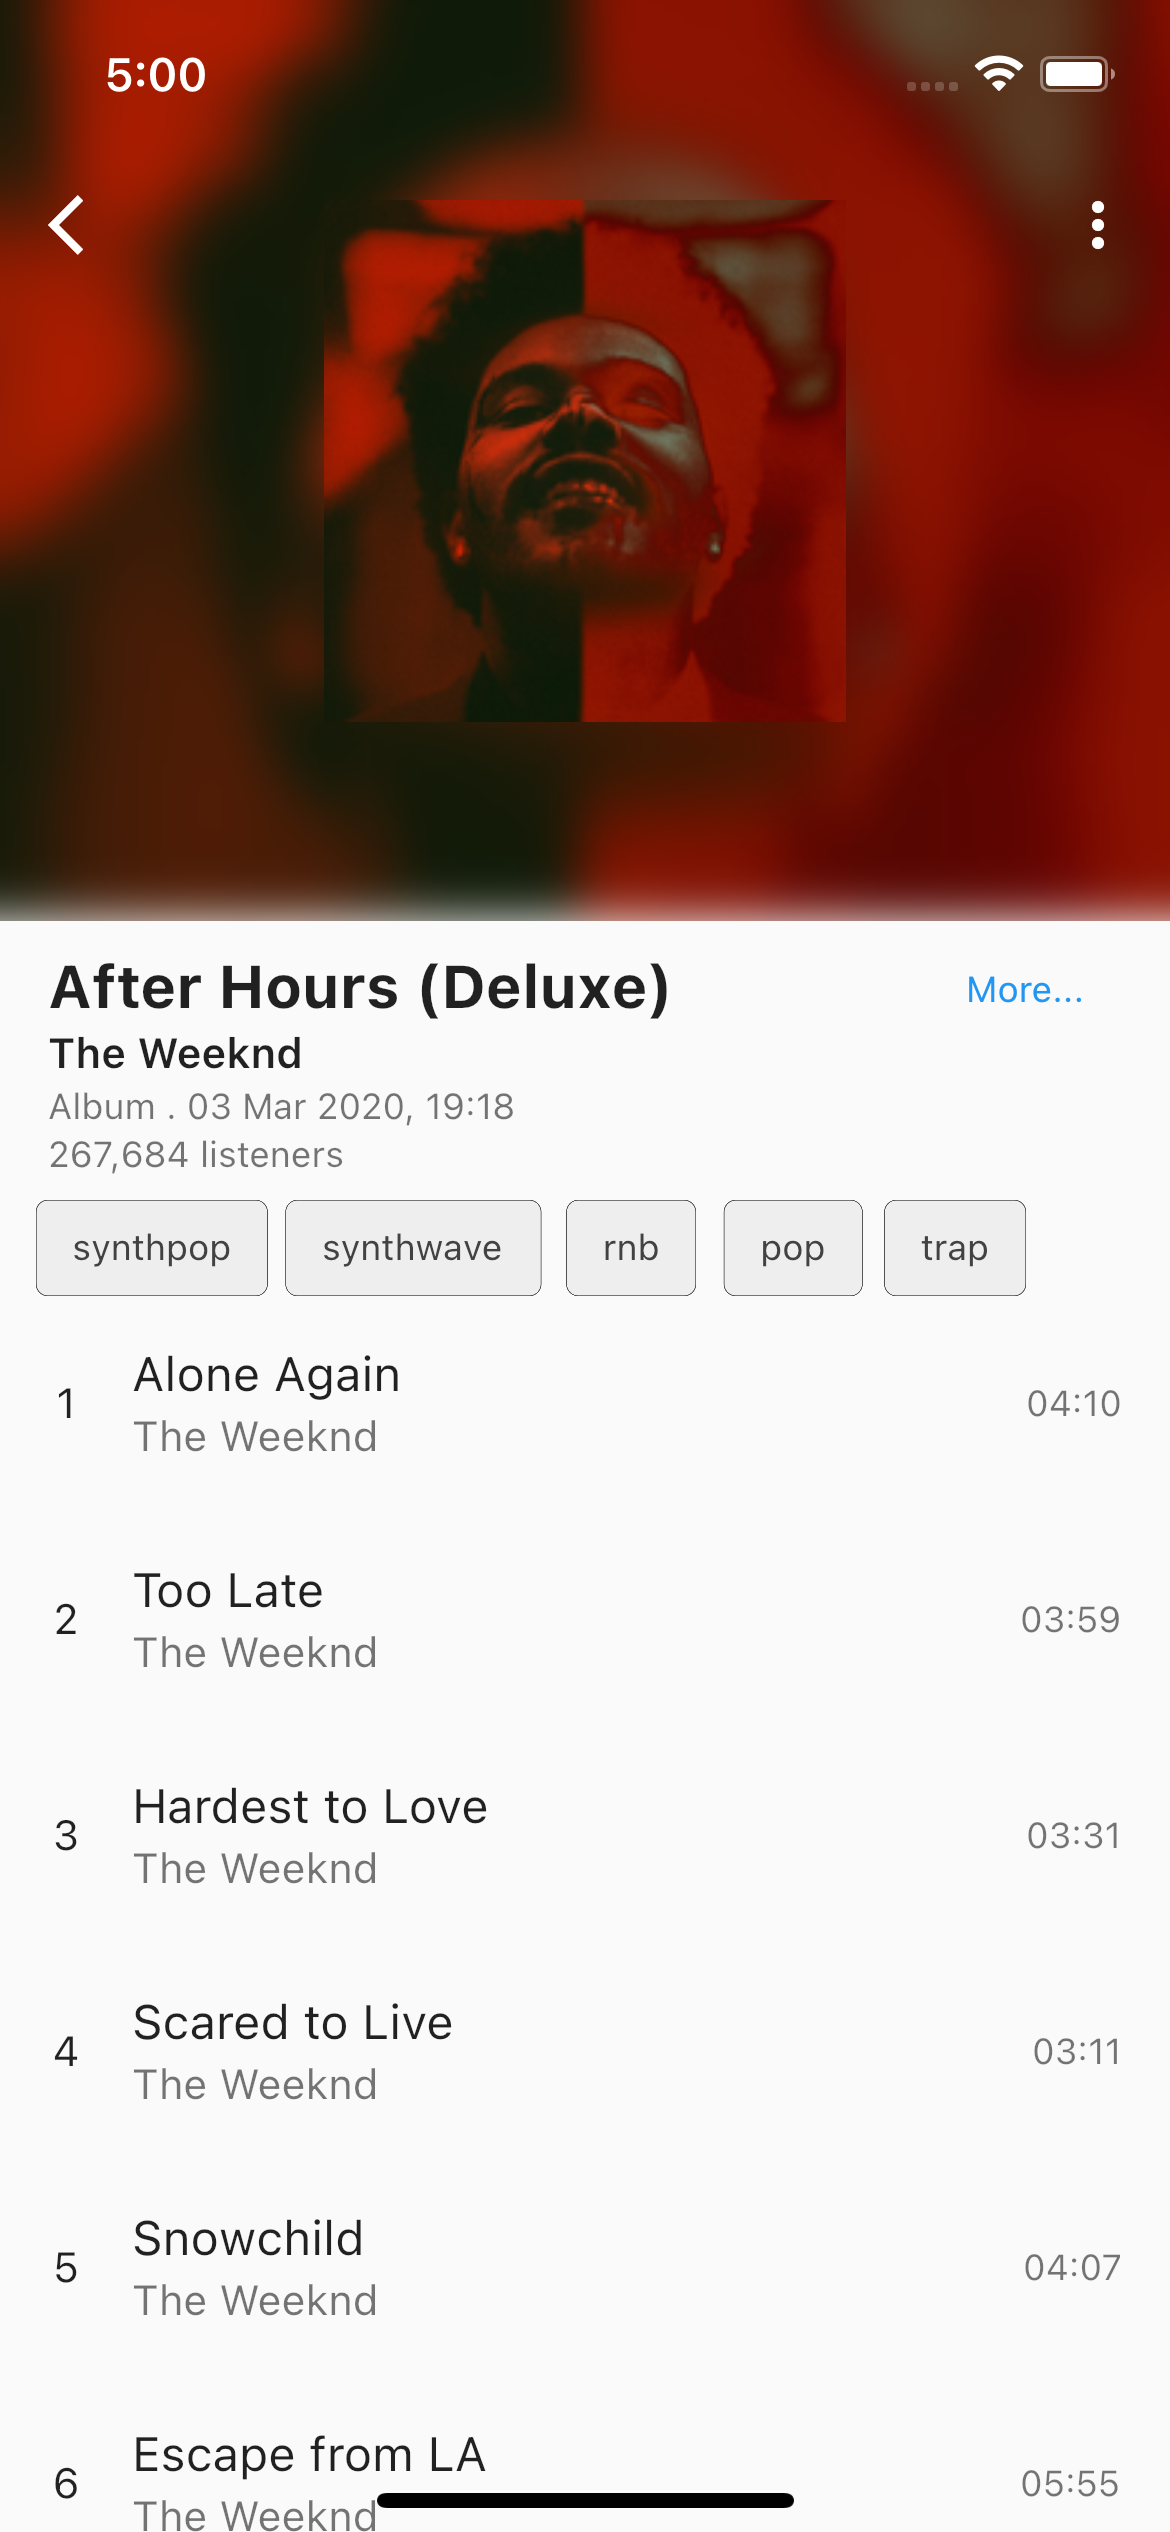 5:00
After Hours (Deluxe)
More...
The Weeknd
Album . 03 Mar 2020, 19:18
267,684 listeners
synthpop synthwave rnb pop trap
1 Alone Again 04:10
The Weeknd
2 Too Late 03:59
The Weeknd
3 Hardest to Love 03:31
The Weeknd
4 Scared to Live 03:11
The Weeknd
5 Snowchild 04:07
The Weeknd
6 Escape from LA 05:55
The Weeknd